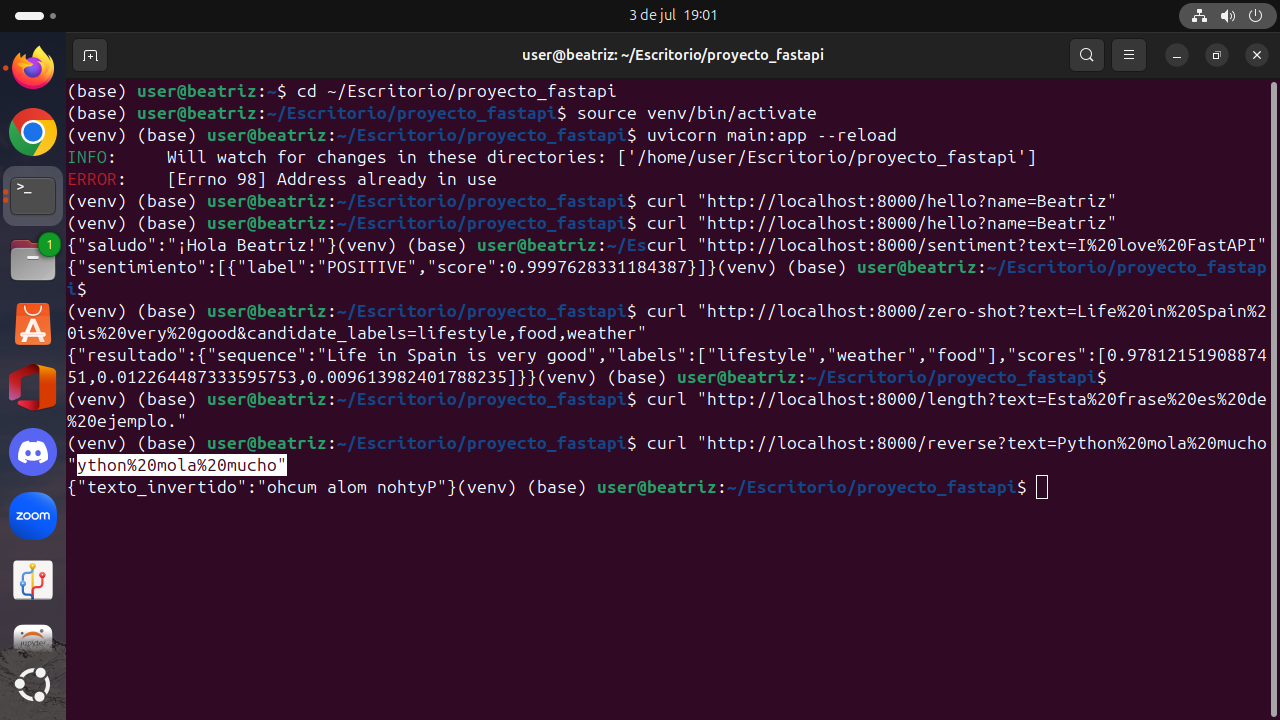 3 de jul 19:01
user@beatriz: ~/Escritorio/proyecto_fastapi
(base) user@beatriz:~$ cd ~/Escritorio/proyecto_fastapi
(base) user@beatriz:~/Escritorio/proyecto_fastapi$ source venv/bin/activate
(venv) (base) user@beatriz:~/Escritorio/proyecto_fastapi$ uvicorn main:app --reload
INFO:     Will watch for changes in these directories: ['/home/user/Escritorio/proyecto_fastapi']
ERROR:    [Errno 98] Address already in use
(venv) (base) user@beatriz:~/Escritorio/proyecto_fastapi$ curl "http://localhost:8000/hello?name=Beatriz"
(venv) (base) user@beatriz:~/Escritorio/proyecto_fastapi$ curl "http://localhost:8000/hello?name=Beatriz"
{"saludo":"¡Hola Beatriz!"}(venv) (base) user@beatriz:~/Escurl "http://localhost:8000/sentiment?text=I%20love%20FastAPI"
{"sentimiento":[{"label":"POSITIVE","score":0.9997628331184387}]}(venv) (base) user@beatriz:~/Escritorio/proyecto_fastap
i$
(venv) (base) user@beatriz:~/Escritorio/proyecto_fastapi$ curl "http://localhost:8000/zero-shot?text=Life%20in%20Spain%2
0is%20very%20good&candidate_labels=lifestyle,food,weather"
{"resultado":{"sequence":"Life in Spain is very good","labels":["lifestyle","weather","food"],"scores":[0.97812151908874
51,0.012264487333595753,0.009613982401788235]}}(venv) (base) user@beatriz:~/Escritorio/proyecto_fastapi$
(venv) (base) user@beatriz:~/Escritorio/proyecto_fastapi$ curl "http://localhost:8000/length?text=Esta%20frase%20es%20de
%20ejemplo."
(venv) (base) user@beatriz:~/Escritorio/proyecto_fastapi$ curl "http://localhost:8000/reverse?text=Python%20mola%20mucho
"ython%20mola%20mucho"
{"texto_invertido":"ohcum alom nohtyP"}(venv) (base) user@beatriz:~/Escritorio/proyecto_fastapi$
>_
1
zoom
jupyter